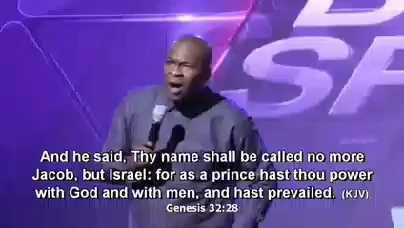 SP
And he said, Thy name shall be called no more
Jacob, but Israel: for as a prince hast thou power
with God and with men, and hast prevailed. (KJV)
Genesis 32:28